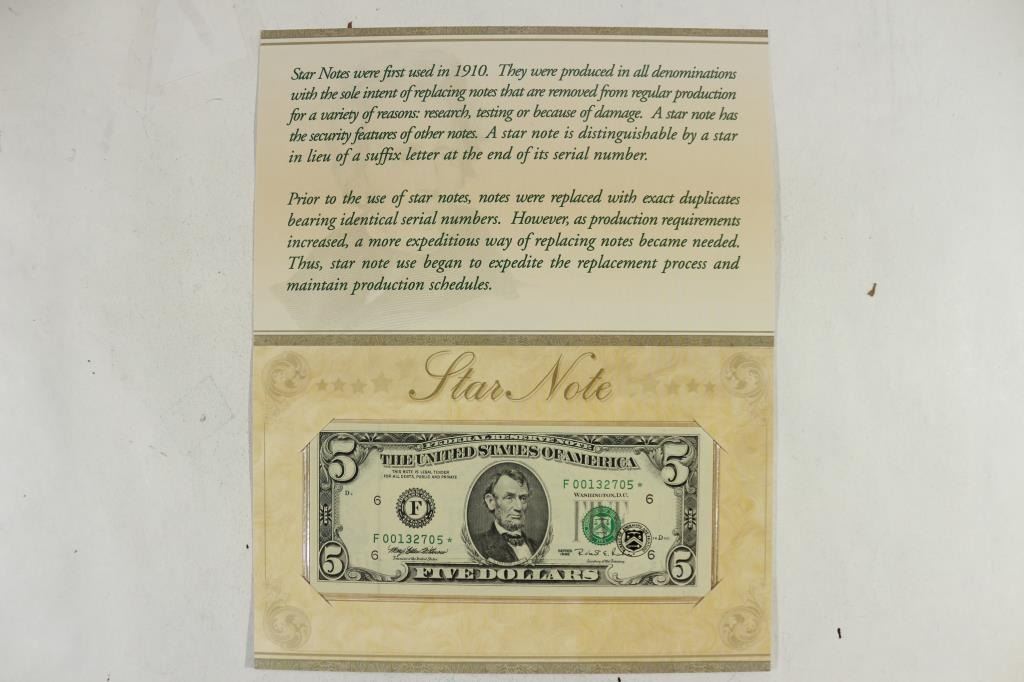 Star Notes were first used in 1910. They were produced in all denominations
with the sole intent of replacing notes that are removed from regular production
for a variety of reasons: research, testing or because of damage. A star note has
the security features of other notes. A star note is distinguishable by a star
in lieu of a suffix letter at the end of its serial number.
Prior to the use of star notes, notes were replaced with exact duplicates
bearing identical serial numbers. However, as production requirements
increased, a more expeditious way of replacing notes became needed.
Thus, star note use began to expedite the replacement process and
maintain production schedules.
Star Note
FEDERAL RESERVE NOTE
5 THE UNITED STATES OF AMERICA 5
THIS NOTE IS LEGAL TENDER
FOR ALL DEBTS, PUBLIC AND PRIVATE
F 00132705 *
WASHINGTON, D.C.
6 F 6
FIVE
F 00132705 *
SERIES
6 6
5 FIVE DOLLARS 5